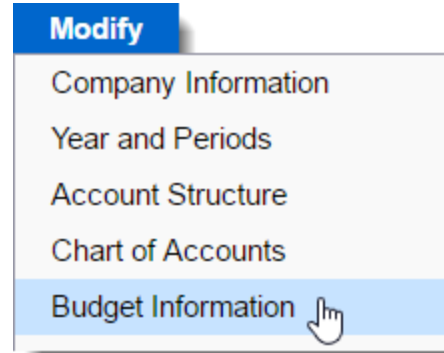 Modify
Company Information
Year and Periods
Account Structure
Chart of Accounts
Budget Information